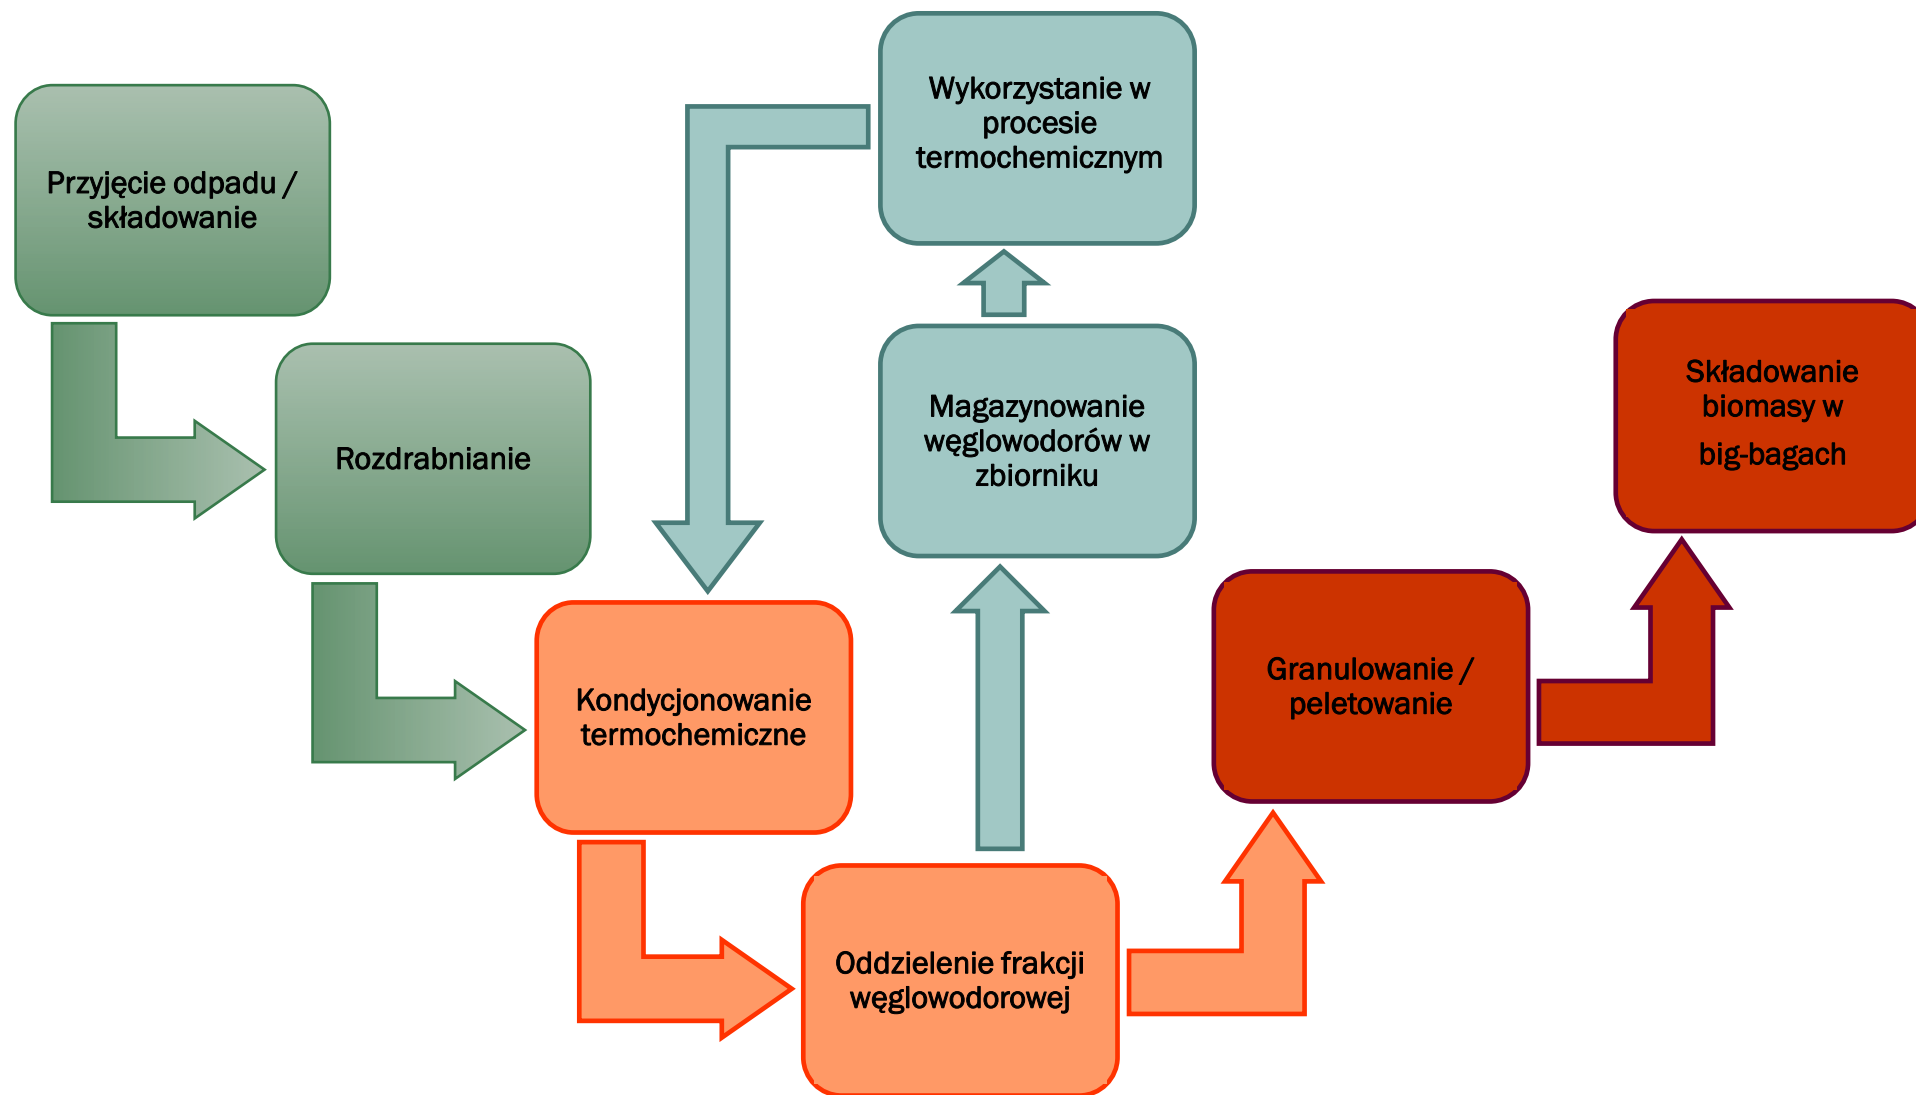 Przyjęcie odpadu /
składowanie
Rozdrabnianie
Kondycjonowanie
termochemiczne
Oddzielenie frakcji
węglowodorowej
Magazynowanie
węglowodorów w
zbiorniku
Wykorzystanie w
procesie
termochemicznym
Granulowanie /
peletowanie
Składowanie
biomasy w
big-bagach